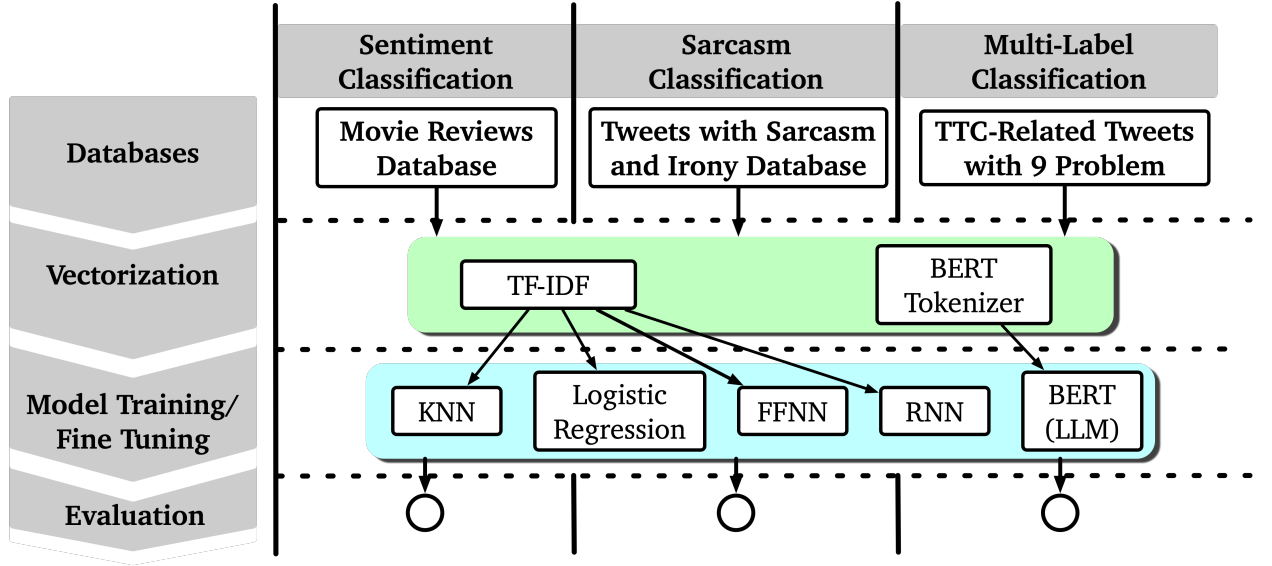 Sentiment
Classification
Sarcasm
Classification
Multi-Label
Classification
Databases
Movie Reviews
Database
Tweets with Sarcasm
and Irony Database
TTC-Related Tweets
with 9 Problem
Vectorization
TF-IDF
BERT
Tokenizer
Model Training/
Fine Tuning
KNN
Logistic
Regression
FFNN
RNN
BERT
(LLM)
Evaluation